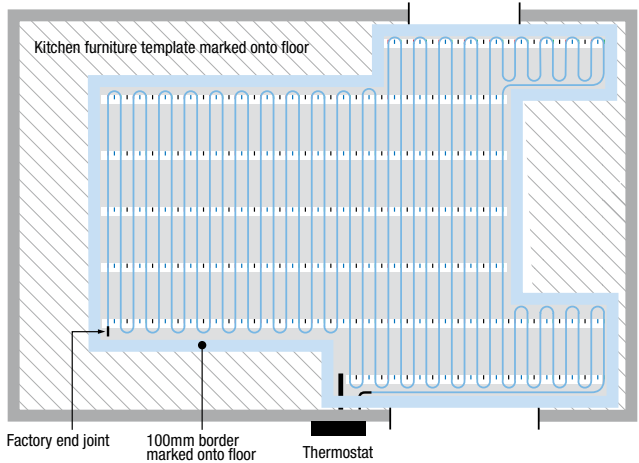 Kitchen furniture template marked onto floor
Factory end joint
100mm border
marked onto floor
Thermostat